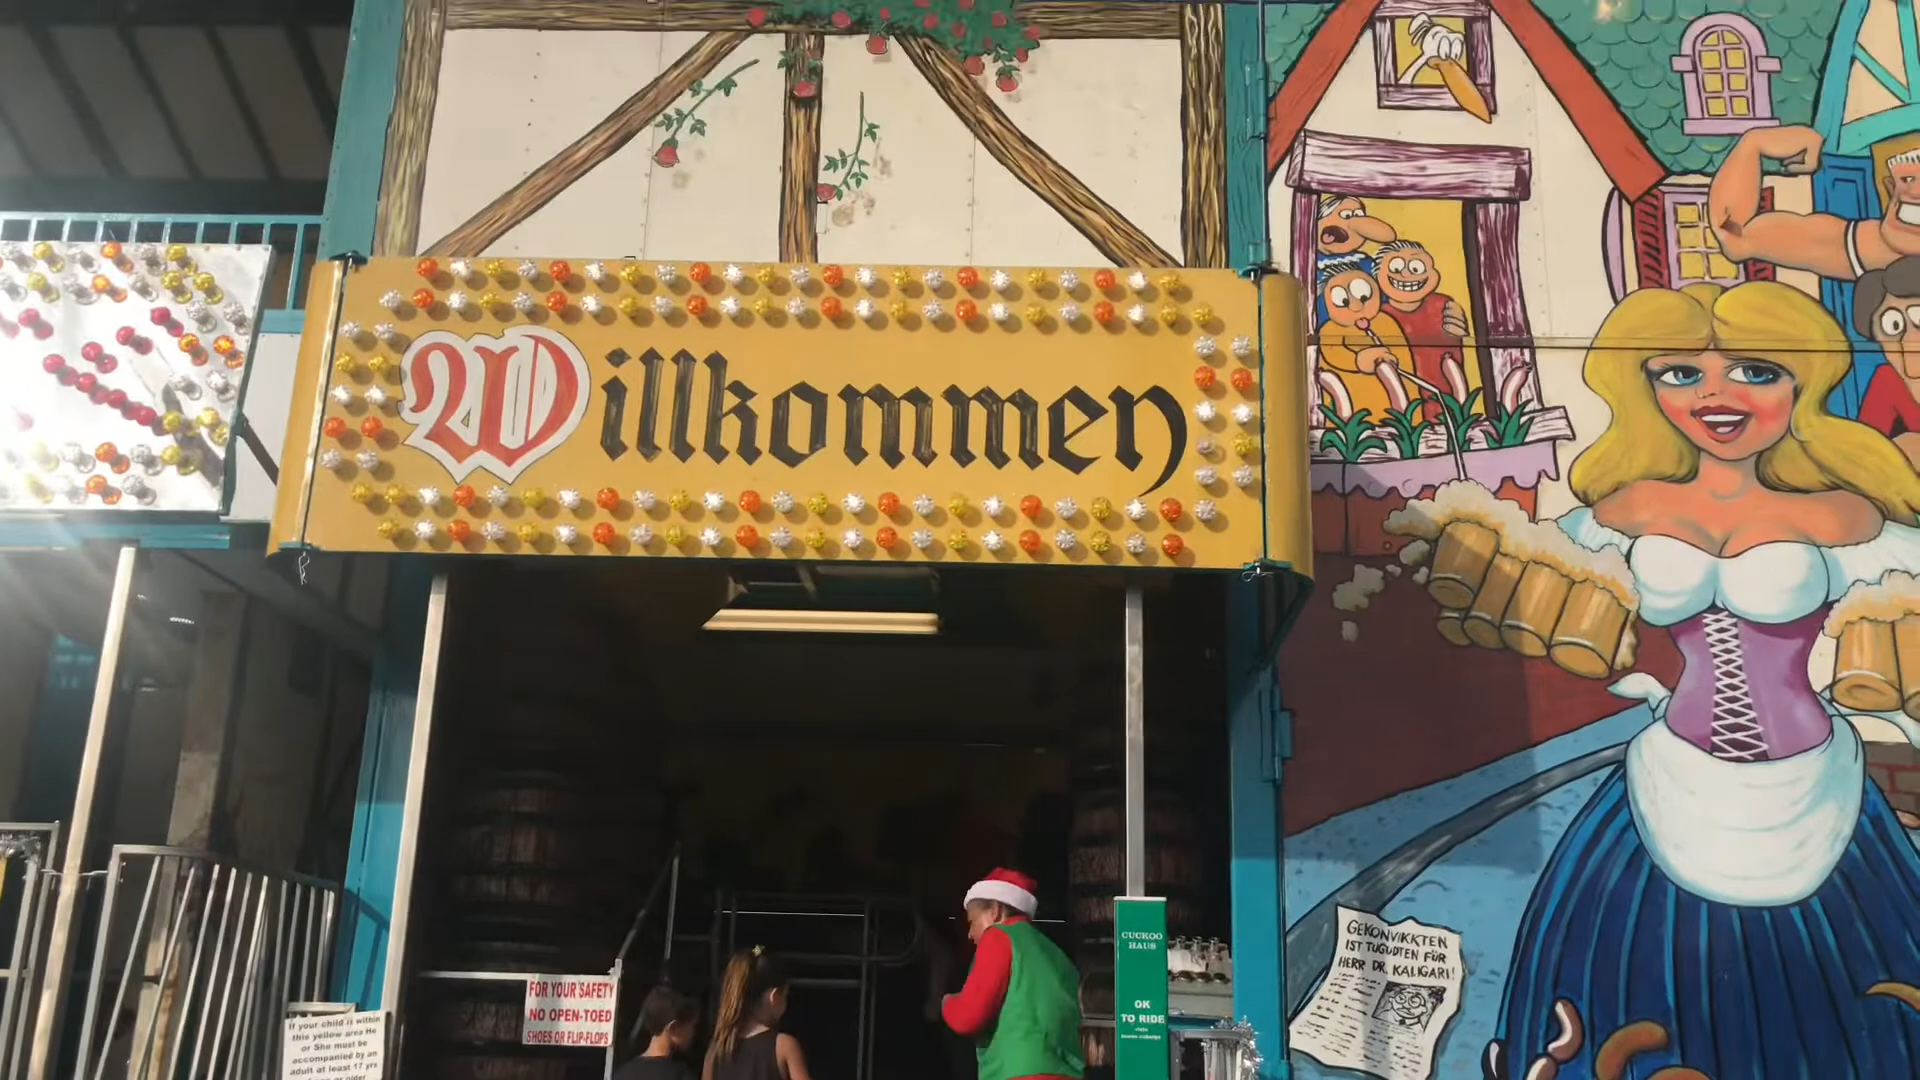 Willkommen
FOR YOUR SAFETY
NO OPEN-TOED
SHOES OR FLIP-FLOPS
If your child is within
this yellow area He
or She must be
accompanied by an
adult at least 17 yrs
CUCKOO
HAUS
OK
TO RIDE
GEKONVIKKTEN
IST TUGUDTEN FÜR
HERR DR. KALIGARI!